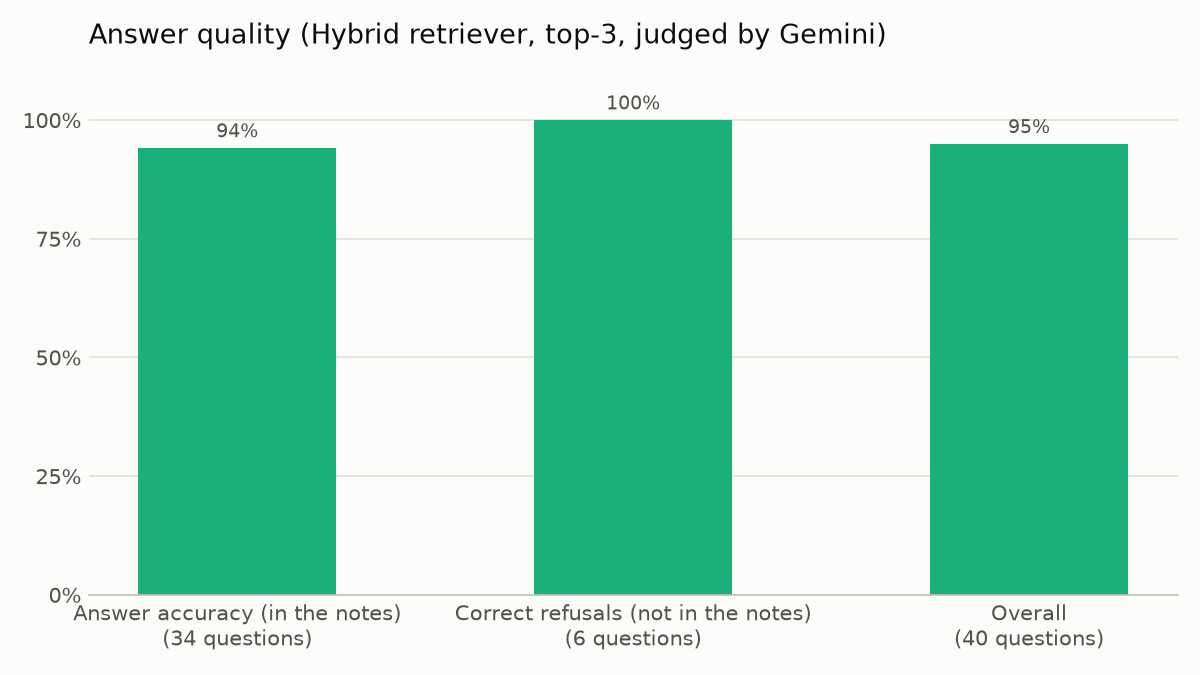 Answer quality (Hybrid retriever, top-3, judged by Gemini)
100%
94%
100%
95%
75%
50%
25%
0%
Answer accuracy (in the notes)
(34 questions)
Correct refusals (not in the notes)
(6 questions)
Overall
(40 questions)